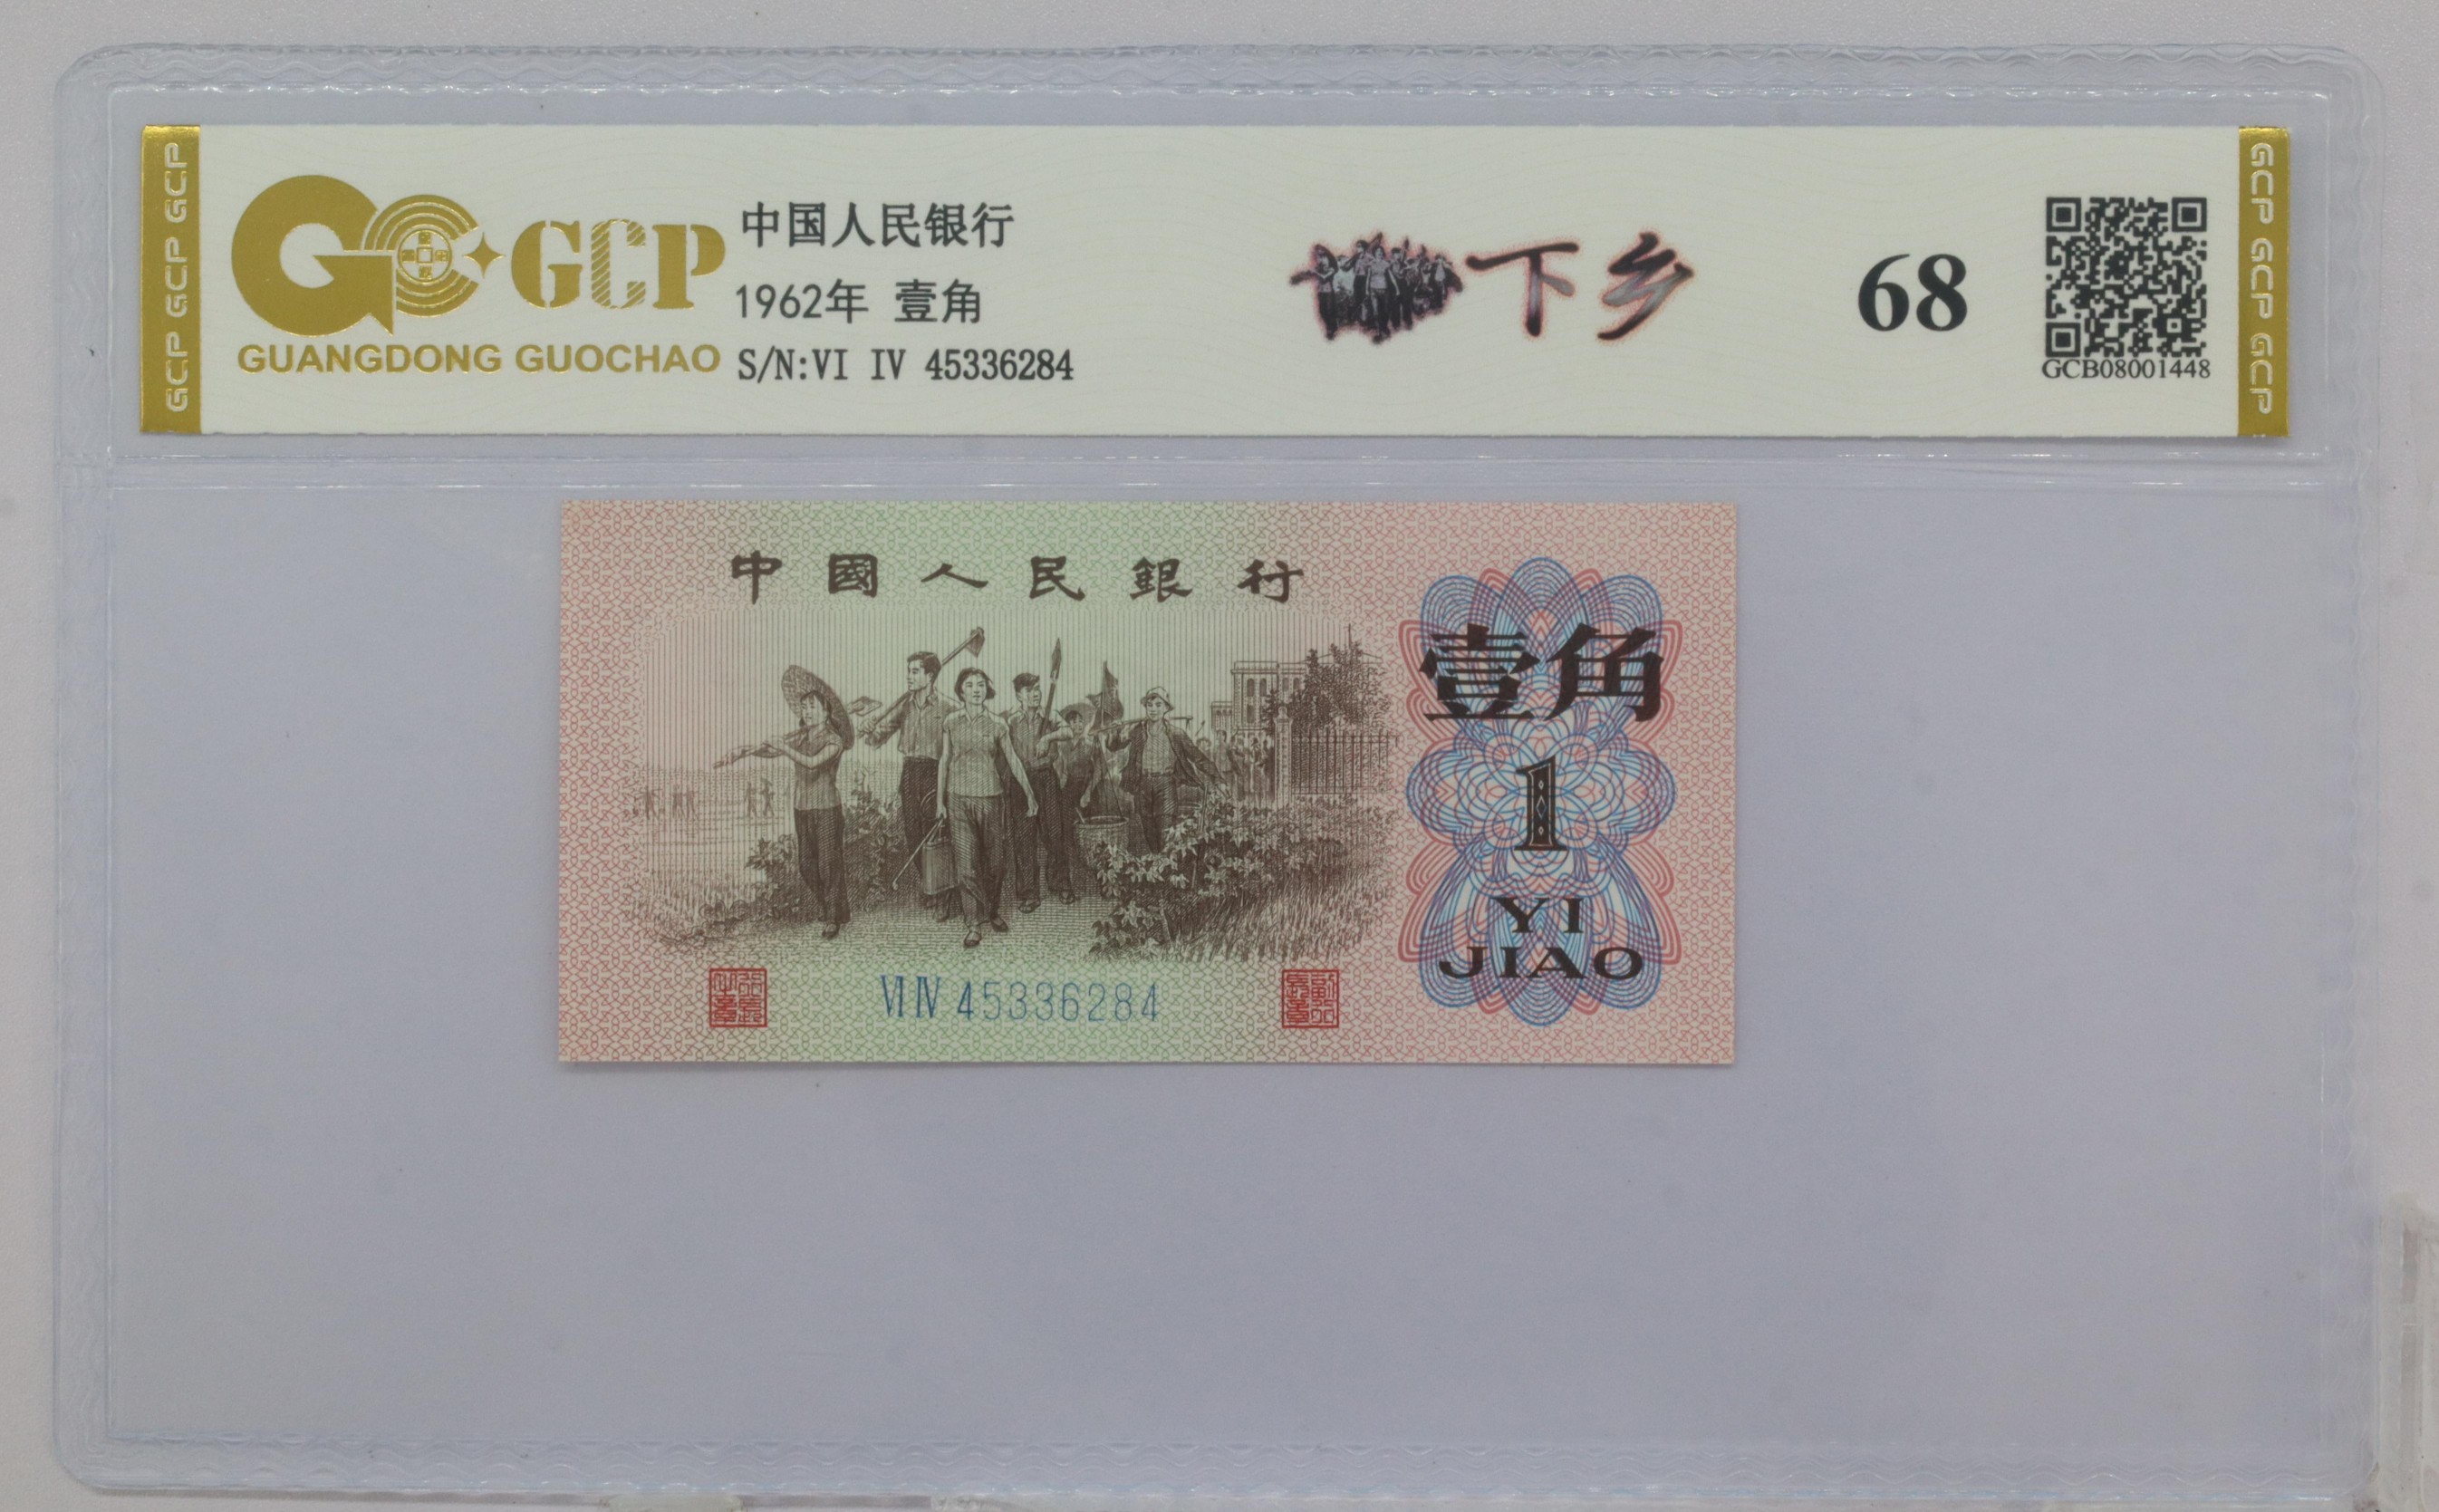 GCP GCP GCP
GCP
GUANGDONG GUOCHAO
中国人民银行
1962年 壹角
S/N:VI IV 45336284
下乡
68
GCB08001448
GCP GCP GCP
中國人民銀行
壹角
1
YI
JIAO
VI IV 45336284